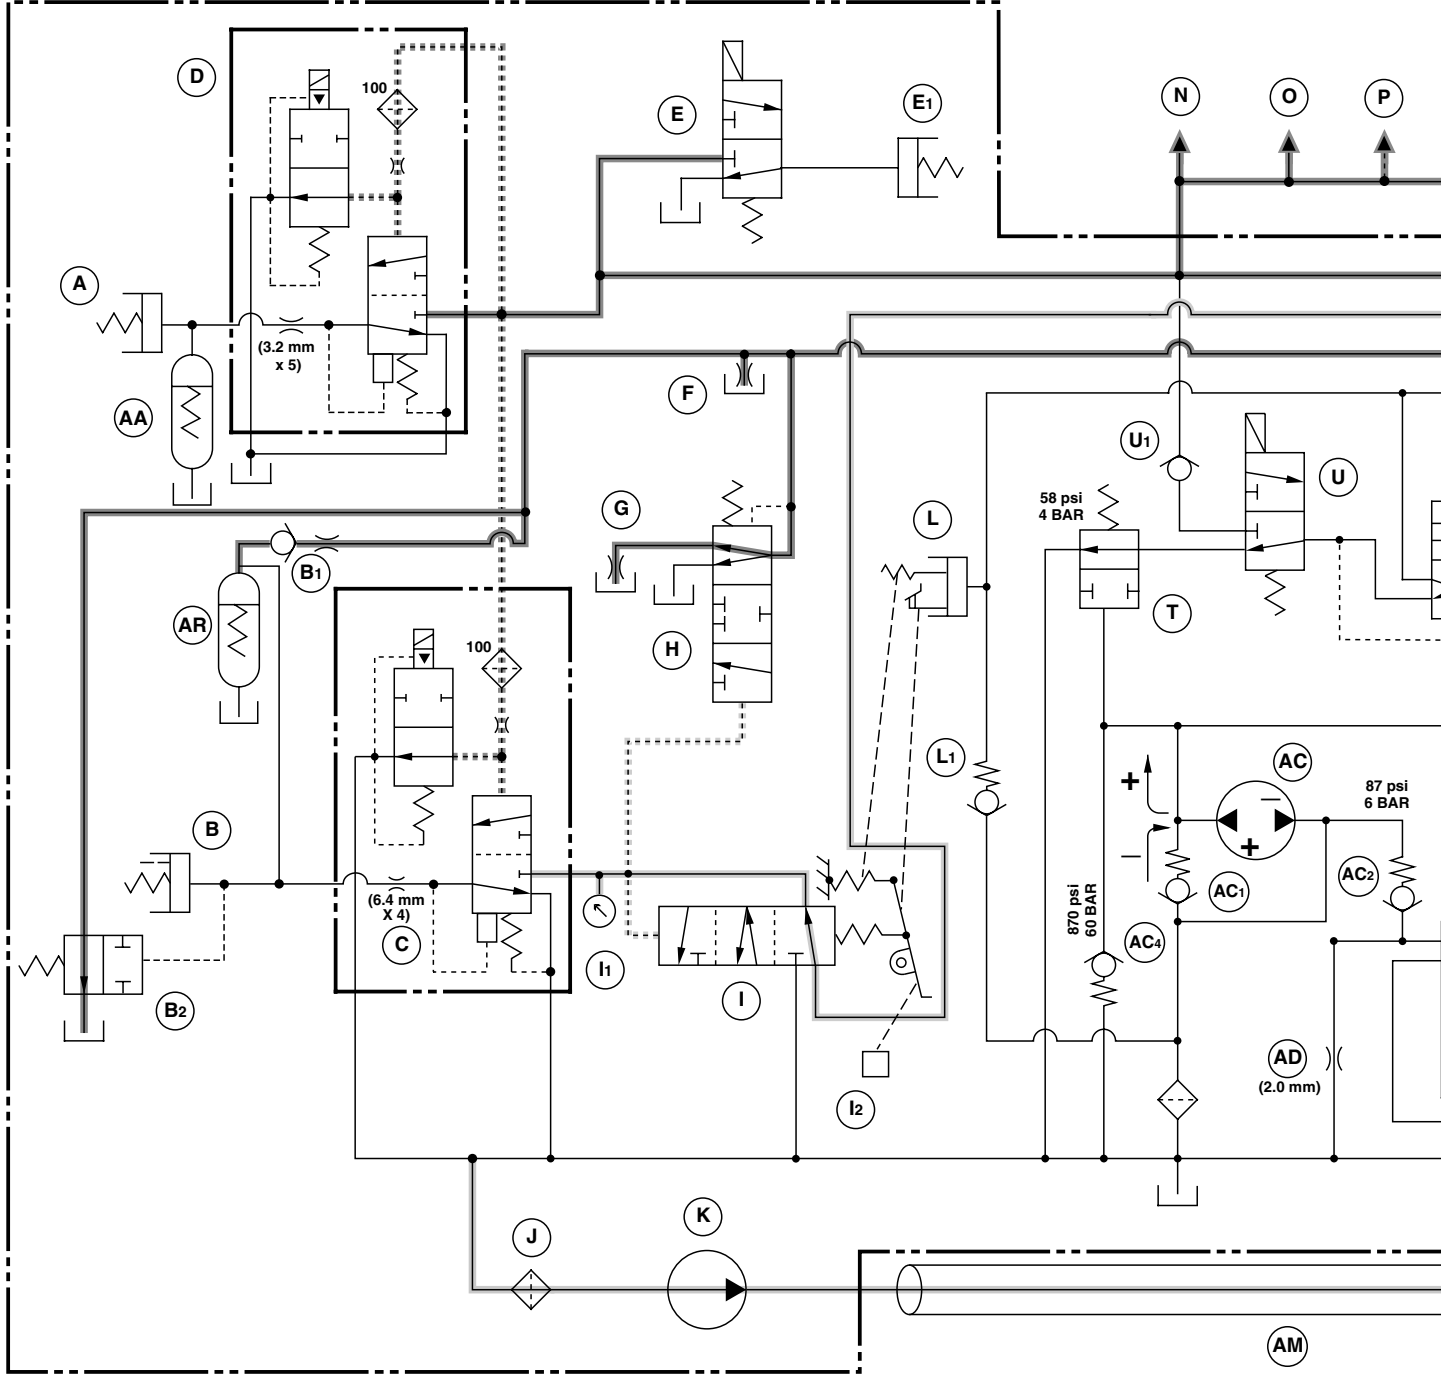 N
O
P
D
100
E
E1
A
(3.2 mm
x 5)
F
AA
U1
U
58 psi
4 BAR
G
L
B1
T
AR
H
100
L1
AC
+
−
+
−
87 psi
6 BAR
AC2
AC1
B
(6.4 mm
X 4)
C
870 psi
60 BAR
AC4
I1
I
B2
AD
(2.0 mm)
I2
K
J
AM